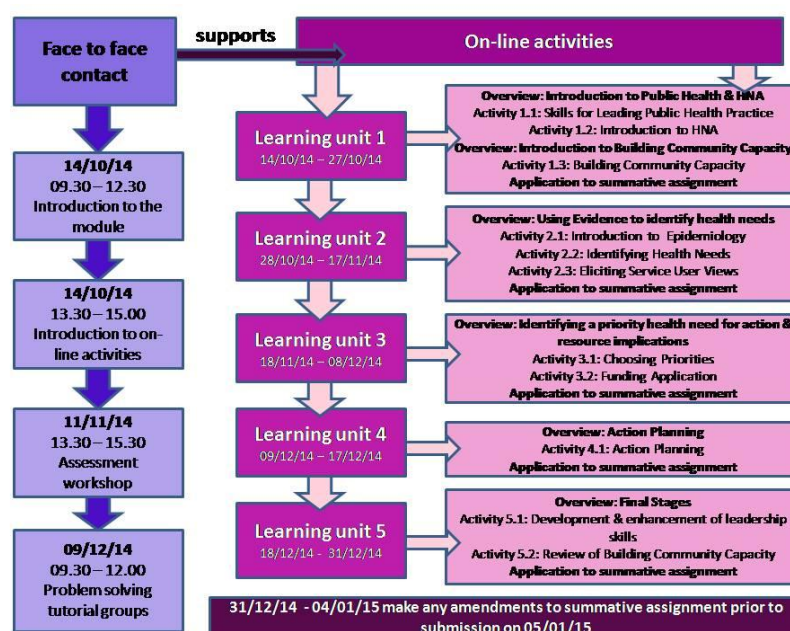 Face to face
contact
supports
On-line activities
14/10/14
09.30 – 12.30
Introduction to the
module
14/10/14
13.30 – 15.00
Introduction to on-
line activities
11/11/14
13.30 – 15.30
Assessment
workshop
09/12/14
09.30 – 12.00
Problem solving
tutorial groups
Learning unit 1
14/10/14 – 27/10/14
Overview: Introduction to Public Health & HNA
Activity 1.1: Skills for Leading Public Health Practice
Activity 1.2: Introduction to HNA
Overview: Introduction to Building Community Capacity
Activity 1.3: Building Community Capacity
Application to summative assignment
Learning unit 2
28/10/14 – 17/11/14
Overview: Using Evidence to identify health needs
Activity 2.1: Introduction to Epidemiology
Activity 2.2: Identifying Health Needs
Activity 2.3: Eliciting Service User Views
Application to summative assignment
Learning unit 3
18/11/14 – 08/12/14
Overview: Identifying a priority health need for action &
resource implications
Activity 3.1: Choosing Priorities
Activity 3.2: Funding Application
Application to summative assignment
Learning unit 4
09/12/14 – 17/12/14
Overview: Action Planning
Activity 4.1: Action Planning
Application to summative assignment
Learning unit 5
18/12/14 - 31/12/14
Overview: Final Stages
Activity 5.1: Development & enhancement of leadership
skills
Activity 5.2: Review of Building Community Capacity
Application to summative assignment
31/12/14 - 04/01/15 make any amendments to summative assignment prior to
submission on 05/01/15